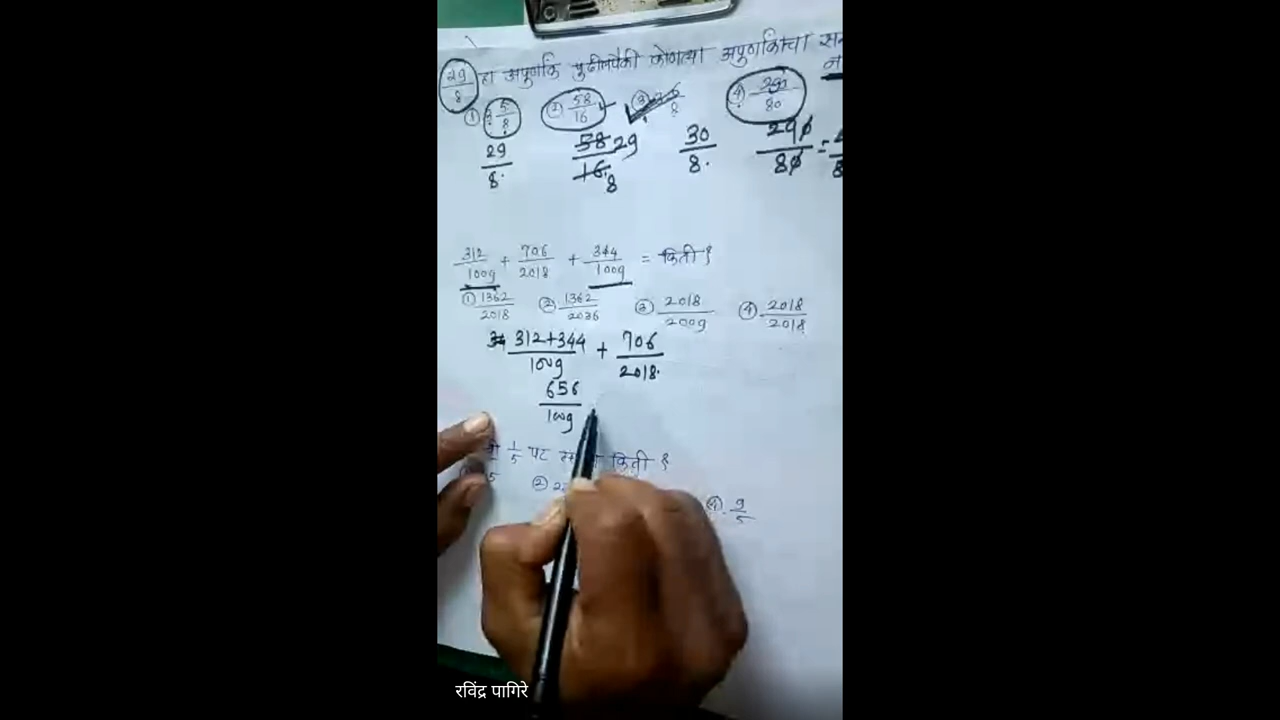 29/8 हा अपूर्णांक पुढीलपैकी कोणत्या अपूर्णांकाचा
① 3 5/8 ② 58/16 ③ ④ 290/80
29/8 58/16 29/8 30/8 290/80 =
312/1009 + 706/2018 + 344/1009 = किती ?
① 1362/2018 ② 1362/2036 ③ 2018/2009 ④ 2018/2018
312+344/1009 + 706/2018
656/1009
1/5 पट किती ?
② ④ 9/5
रविंद्र पागिरे